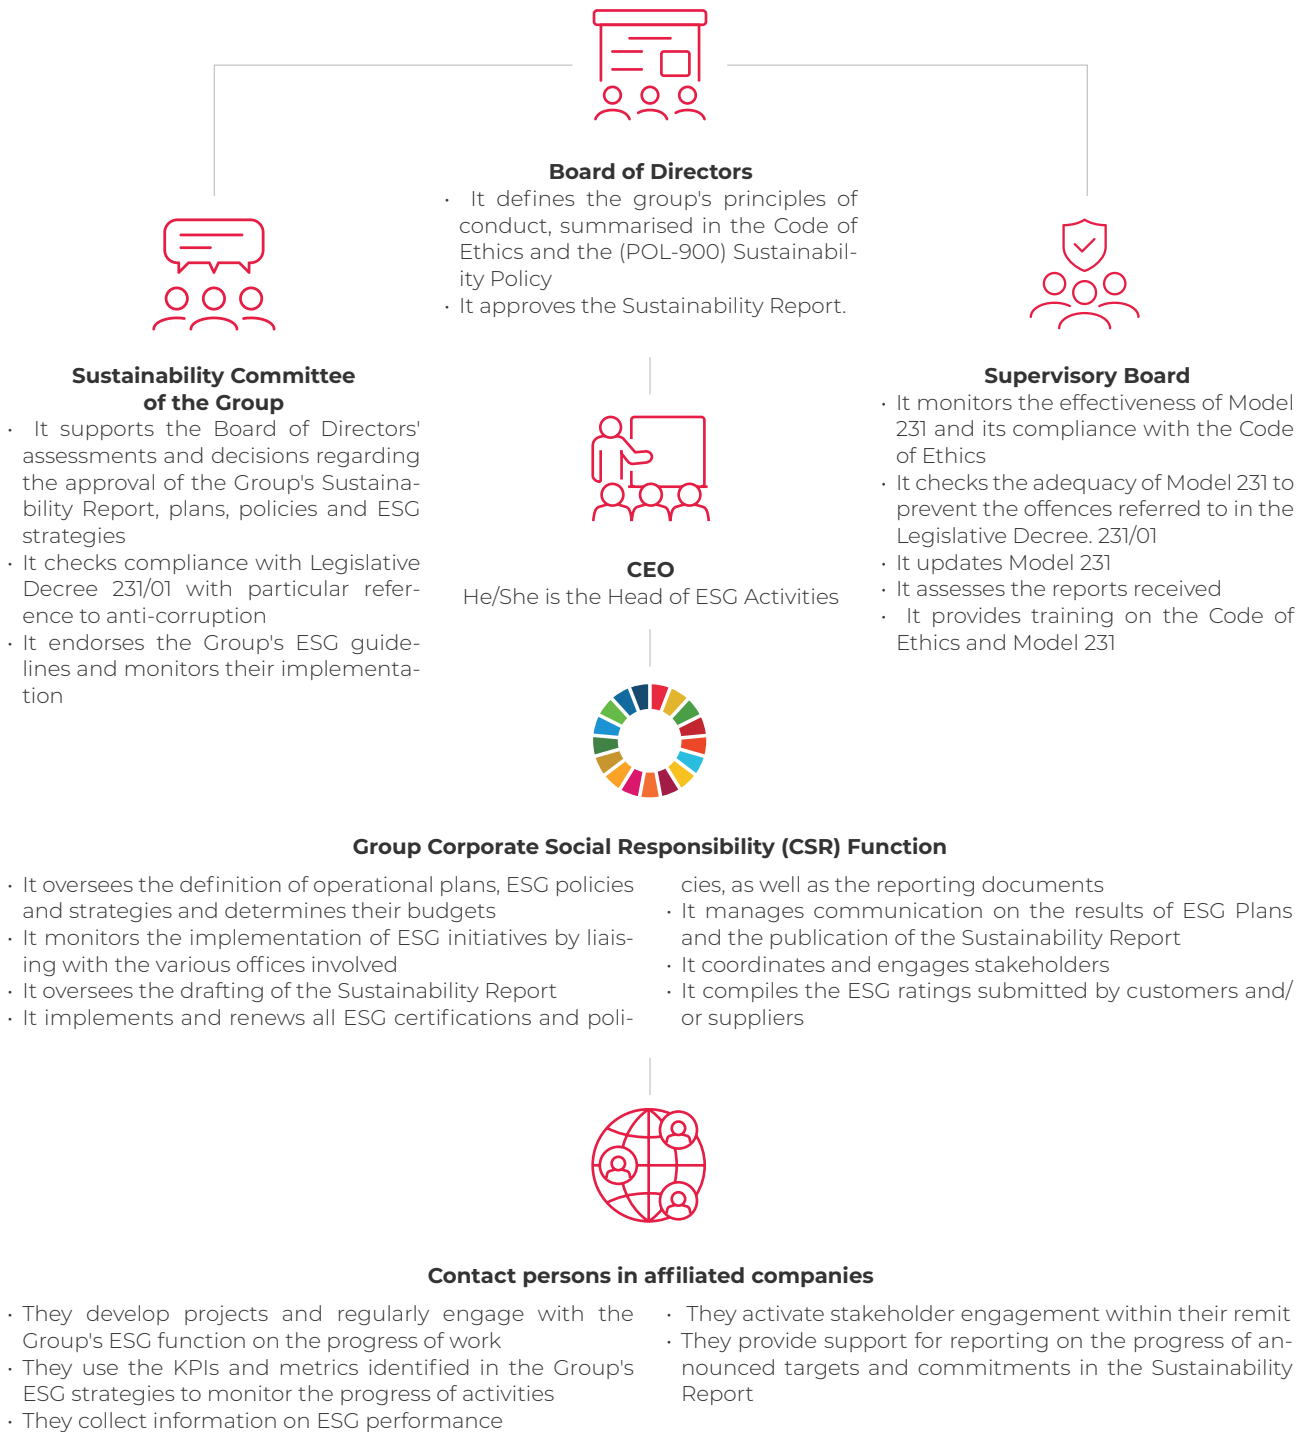 Board of Directors
· It defines the group's principles of
conduct, summarised in the Code of
Ethics and the (POL-900) Sustainabil-
ity Policy
· It approves the Sustainability Report.
Sustainability Committee
of the Group
· It supports the Board of Directors'
assessments and decisions regarding
the approval of the Group's Sustaina-
bility Report, plans, policies and ESG
strategies
· It checks compliance with Legislative
Decree 231/01 with particular refer-
ence to anti-corruption
· It endorses the Group's ESG guide-
lines and monitors their implementa-
tion
CEO
He/She is the Head of ESG Activities
Supervisory Board
· It monitors the effectiveness of Model
231 and its compliance with the Code
of Ethics
· It checks the adequacy of Model 231 to
prevent the offences referred to in the
Legislative Decree. 231/01
· It updates Model 231
· It assesses the reports received
· It provides training on the Code of
Ethics and Model 231
Group Corporate Social Responsibility (CSR) Function
· It oversees the definition of operational plans, ESG policies
and strategies and determines their budgets
· It monitors the implementation of ESG initiatives by liais-
ing with the various offices involved
· It oversees the drafting of the Sustainability Report
· It implements and renews all ESG certifications and poli-
cies, as well as the reporting documents
· It manages communication on the results of ESG Plans
and the publication of the Sustainability Report
· It coordinates and engages stakeholders
· It compiles the ESG ratings submitted by customers and/
or suppliers
Contact persons in affiliated companies
· They develop projects and regularly engage with the
Group's ESG function on the progress of work
· They use the KPIs and metrics identified in the Group's
ESG strategies to monitor the progress of activities
· They collect information on ESG performance
· They activate stakeholder engagement within their remit
· They provide support for reporting on the progress of an-
nounced targets and commitments in the Sustainability
Report